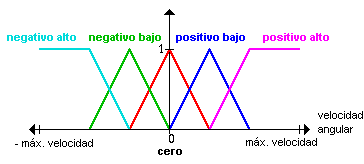 negativo alto negativo bajo positivo bajo positivo alto
1
velocidad
angular
- máx. velocidad 0 máx. velocidad
cero